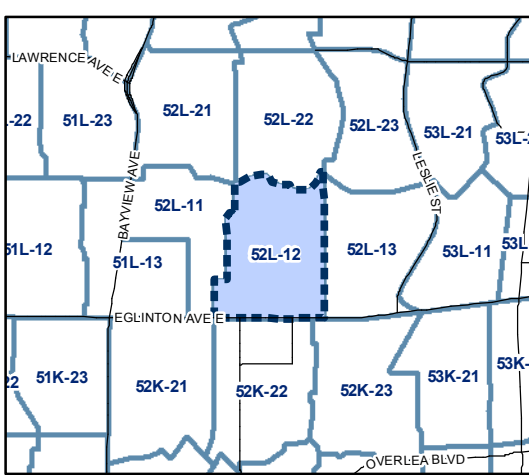 LAWRENCE AVE E
-22
51L-23
52L-21
52L-22
52L-23
53L-21
53L-2
BAYVIEW AVE
LESLIE ST
52L-11
51L-12
51L-13
52L-12
52L-13
53L-11
53L
EGLINTON AVE E
22
51K-23
52K-21
52K-22
52K-23
53K-21
53K-
OVERLEA BLVD